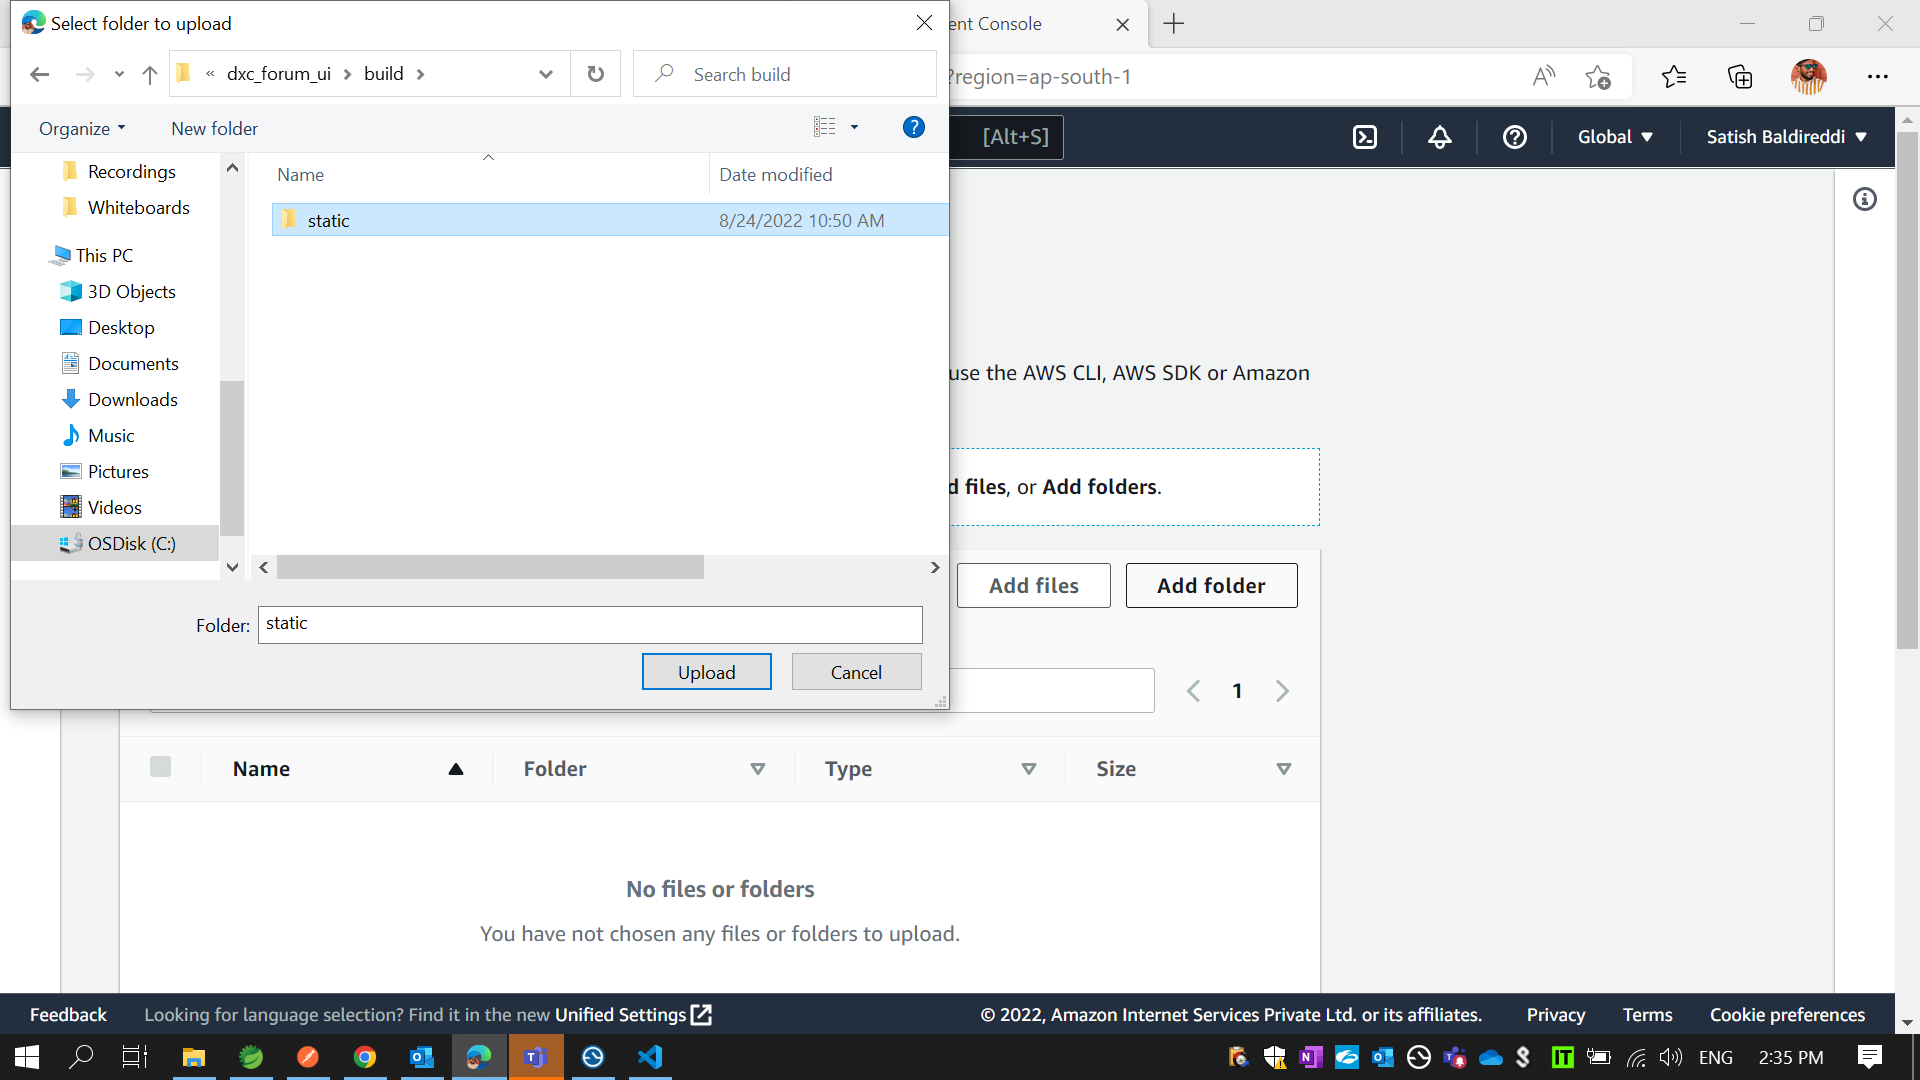 Select folder to upload
ent Console
« dxc_forum_ui > build >
Search build
?region=ap-south-1
Organize
New folder
[Alt+S]
Global
Satish Baldireddi
Recordings
Whiteboards
This PC
3D Objects
Desktop
Documents
Downloads
Music
Pictures
Videos
OSDisk (C:)
Name
Date modified
static
8/24/2022 10:50 AM
use the AWS CLI, AWS SDK or Amazon
d files, or Add folders.
Add files
Add folder
Folder:
static
Upload
Cancel
1
Name
Folder
Type
Size
No files or folders
You have not chosen any files or folders to upload.
Feedback
Looking for language selection? Find it in the new Unified Settings
© 2022, Amazon Internet Services Private Ltd. or its affiliates.
Privacy
Terms
Cookie preferences
ENG
2:35 PM